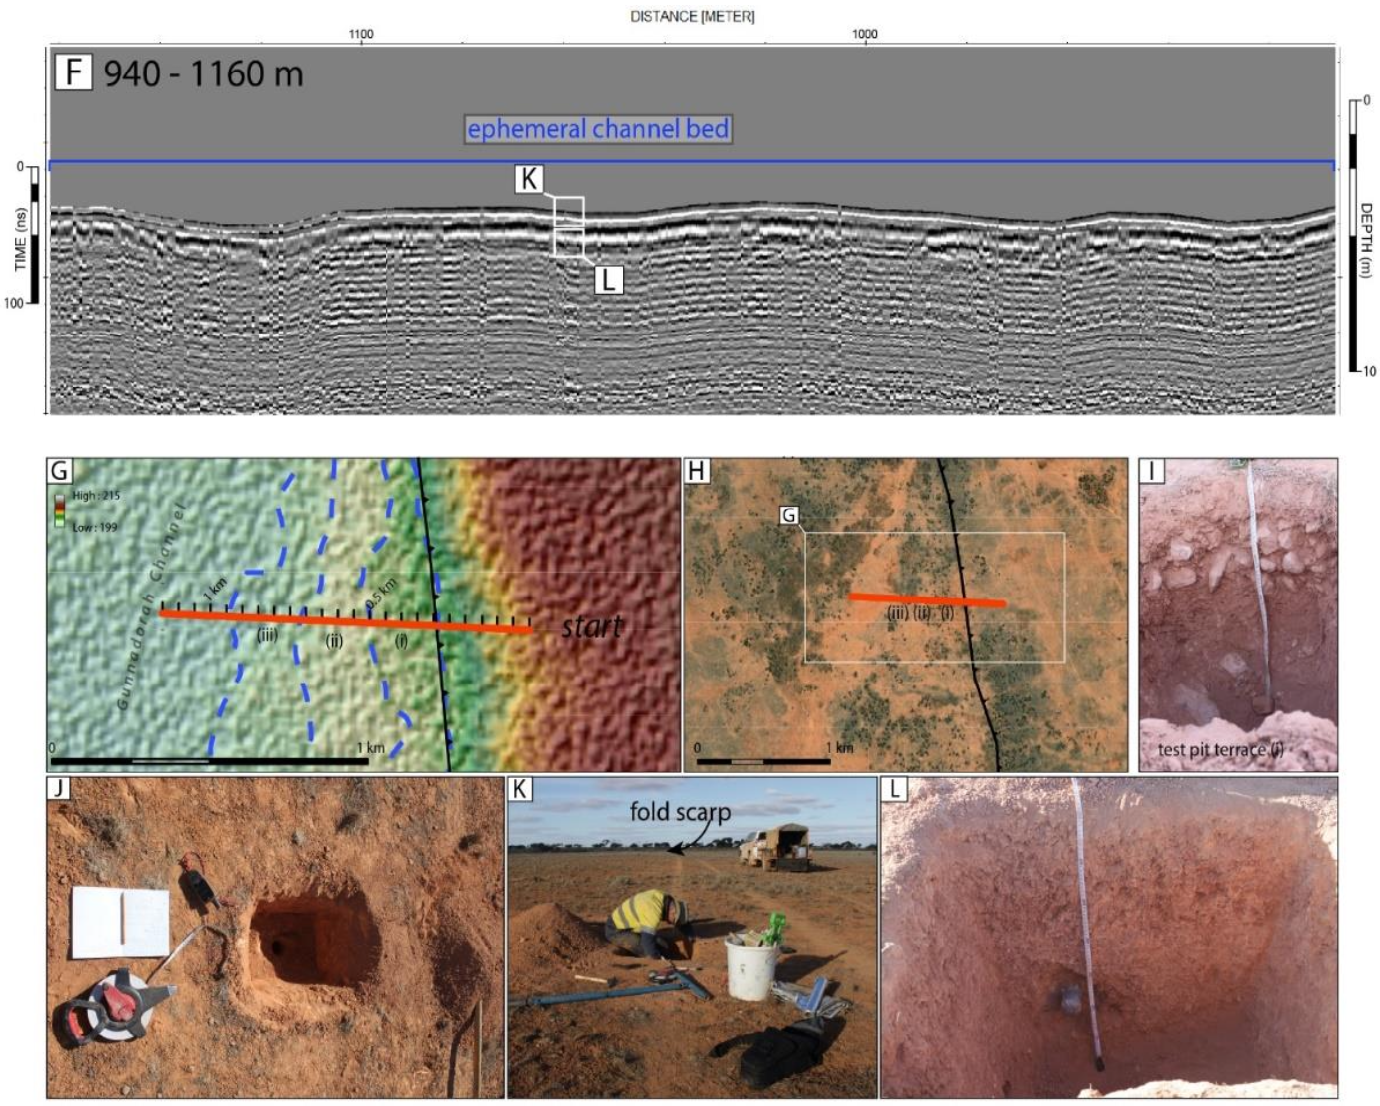 DISTANCE [METER]
1100 1000
F 940 - 1160 m
ephemeral channel bed
K
L
0
TIME (ns)
100
0
DEPTH (m)
10
G
High : 215
Low : 199
Gunnadorah Channel
1 km
0.5 km
(iii) (ii) (i)
start
0 1 km
H
G
(iii) (ii) (i)
0 1 km
I
test pit terrace (i)
J
K
fold scarp
L